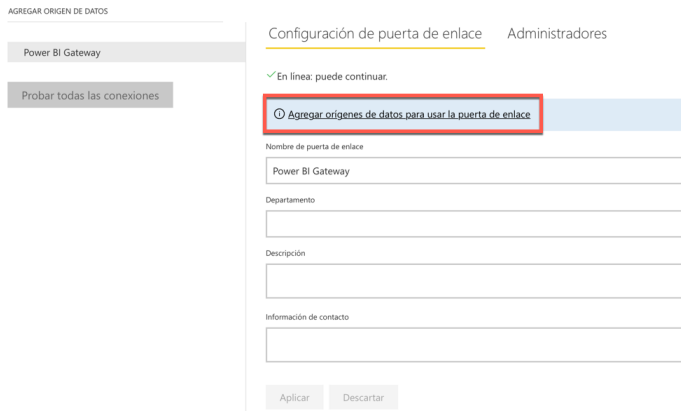 AGREGAR ORIGEN DE DATOS
Power BI Gateway
Probar todas las conexiones
Configuración de puerta de enlace
Administradores
En línea: puede continuar.
Agregar orígenes de datos para usar la puerta de enlace
Nombre de puerta de enlace
Power BI Gateway
Departamento
Descripción
Información de contacto
Aplicar
Descartar